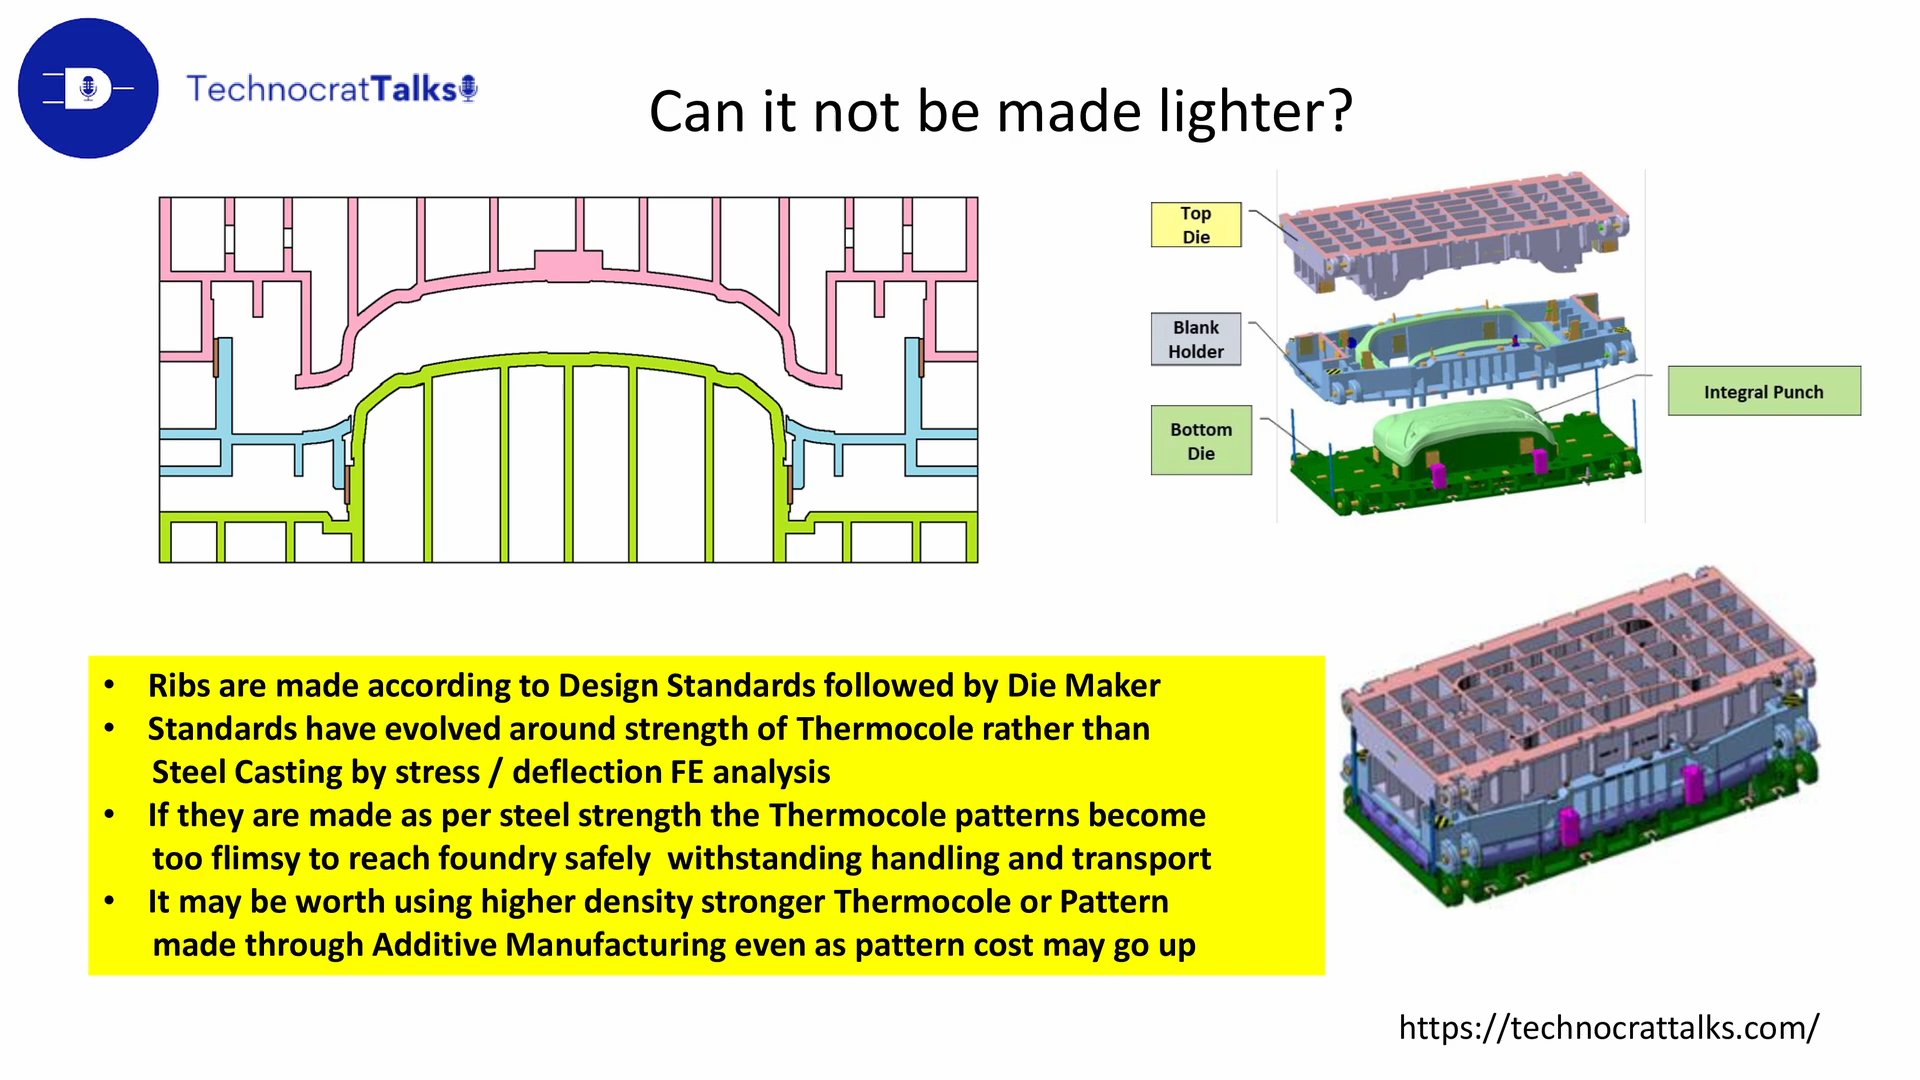 TechnocratTalks
Can it not be made lighter?
Top
Die
Blank
Holder
Bottom
Die
Integral Punch
• Ribs are made according to Design Standards followed by Die Maker
• Standards have evolved around strength of Thermocole rather than
Steel Casting by stress / deflection FE analysis
• If they are made as per steel strength the Thermocole patterns become
too flimsy to reach foundry safely withstanding handling and transport
• It may be worth using higher density stronger Thermocole or Pattern
made through Additive Manufacturing even as pattern cost may go up
https://technocrattalks.com/